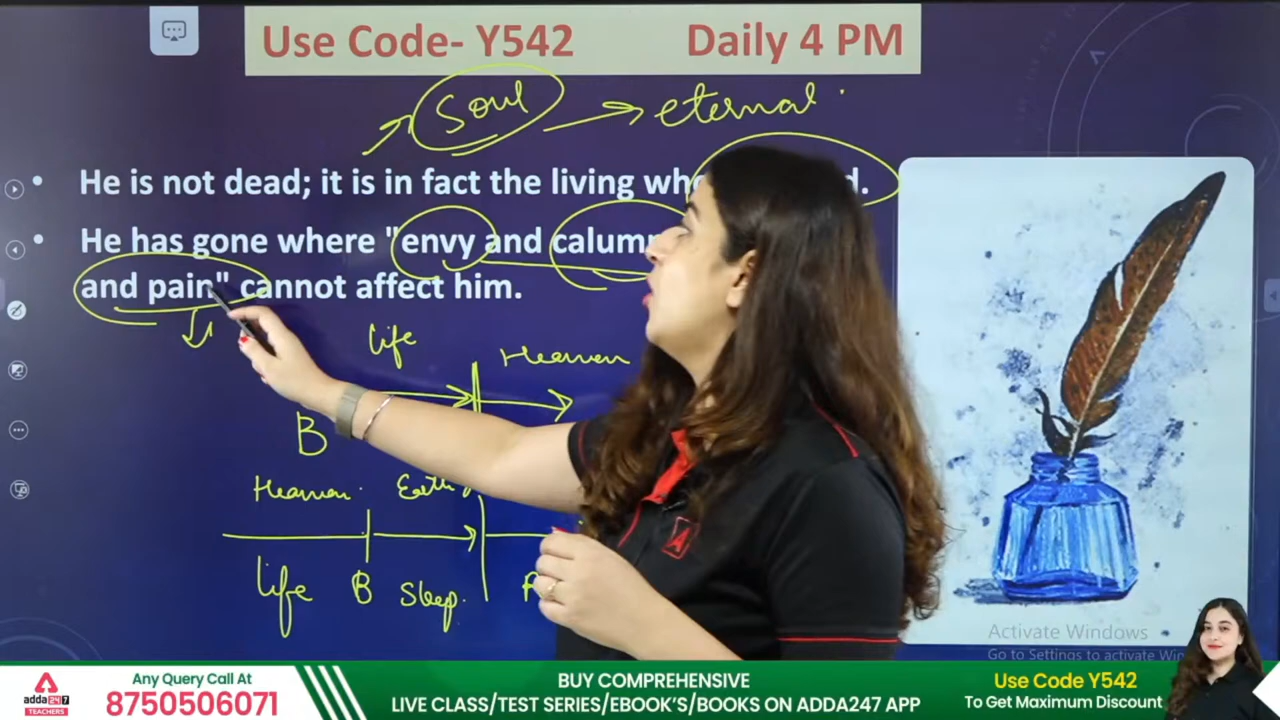 Use Code- Y542 Daily 4 PM
Soul → eternal
He is not dead; it is in fact the living d.
He has gone where "envy and calum
and pain" cannot affect him.
life
Heaven
B
Heaven
Earth
life B Sleep.
Activate Windows
Go to Settings to activate Win
adda 247
TEACHERS
Any Query Call At
8750506071
BUY COMPREHENSIVE
LIVE CLASS/TEST SERIES/EBOOK'S/BOOKS ON ADDA247 APP
Use Code Y542
To Get Maximum Discount